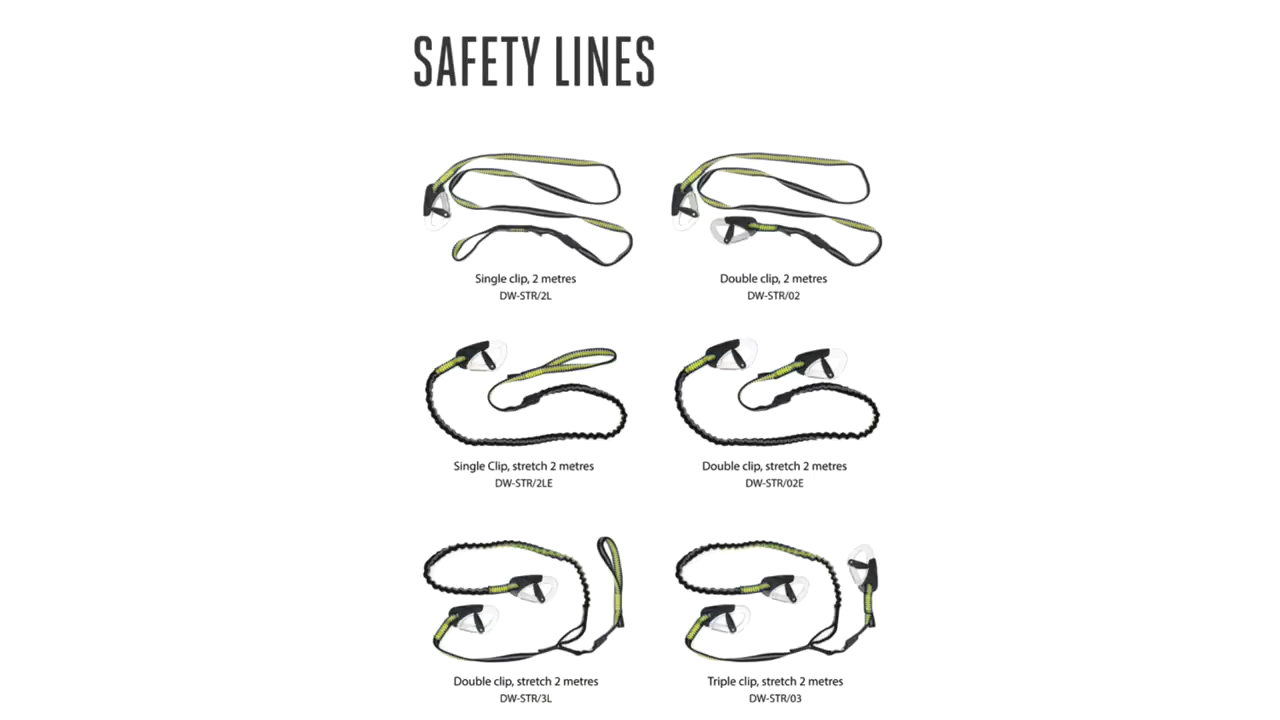 SAFETY LINES
Single clip, 2 metres
DW-STR/2L
Double clip, 2 metres
DW-STR/02
Single Clip, stretch 2 metres
DW-STR/2LE
Double clip, stretch 2 metres
DW-STR/02E
Double clip, stretch 2 metres
DW-STR/3L
Triple clip, stretch 2 metres
DW-STR/03